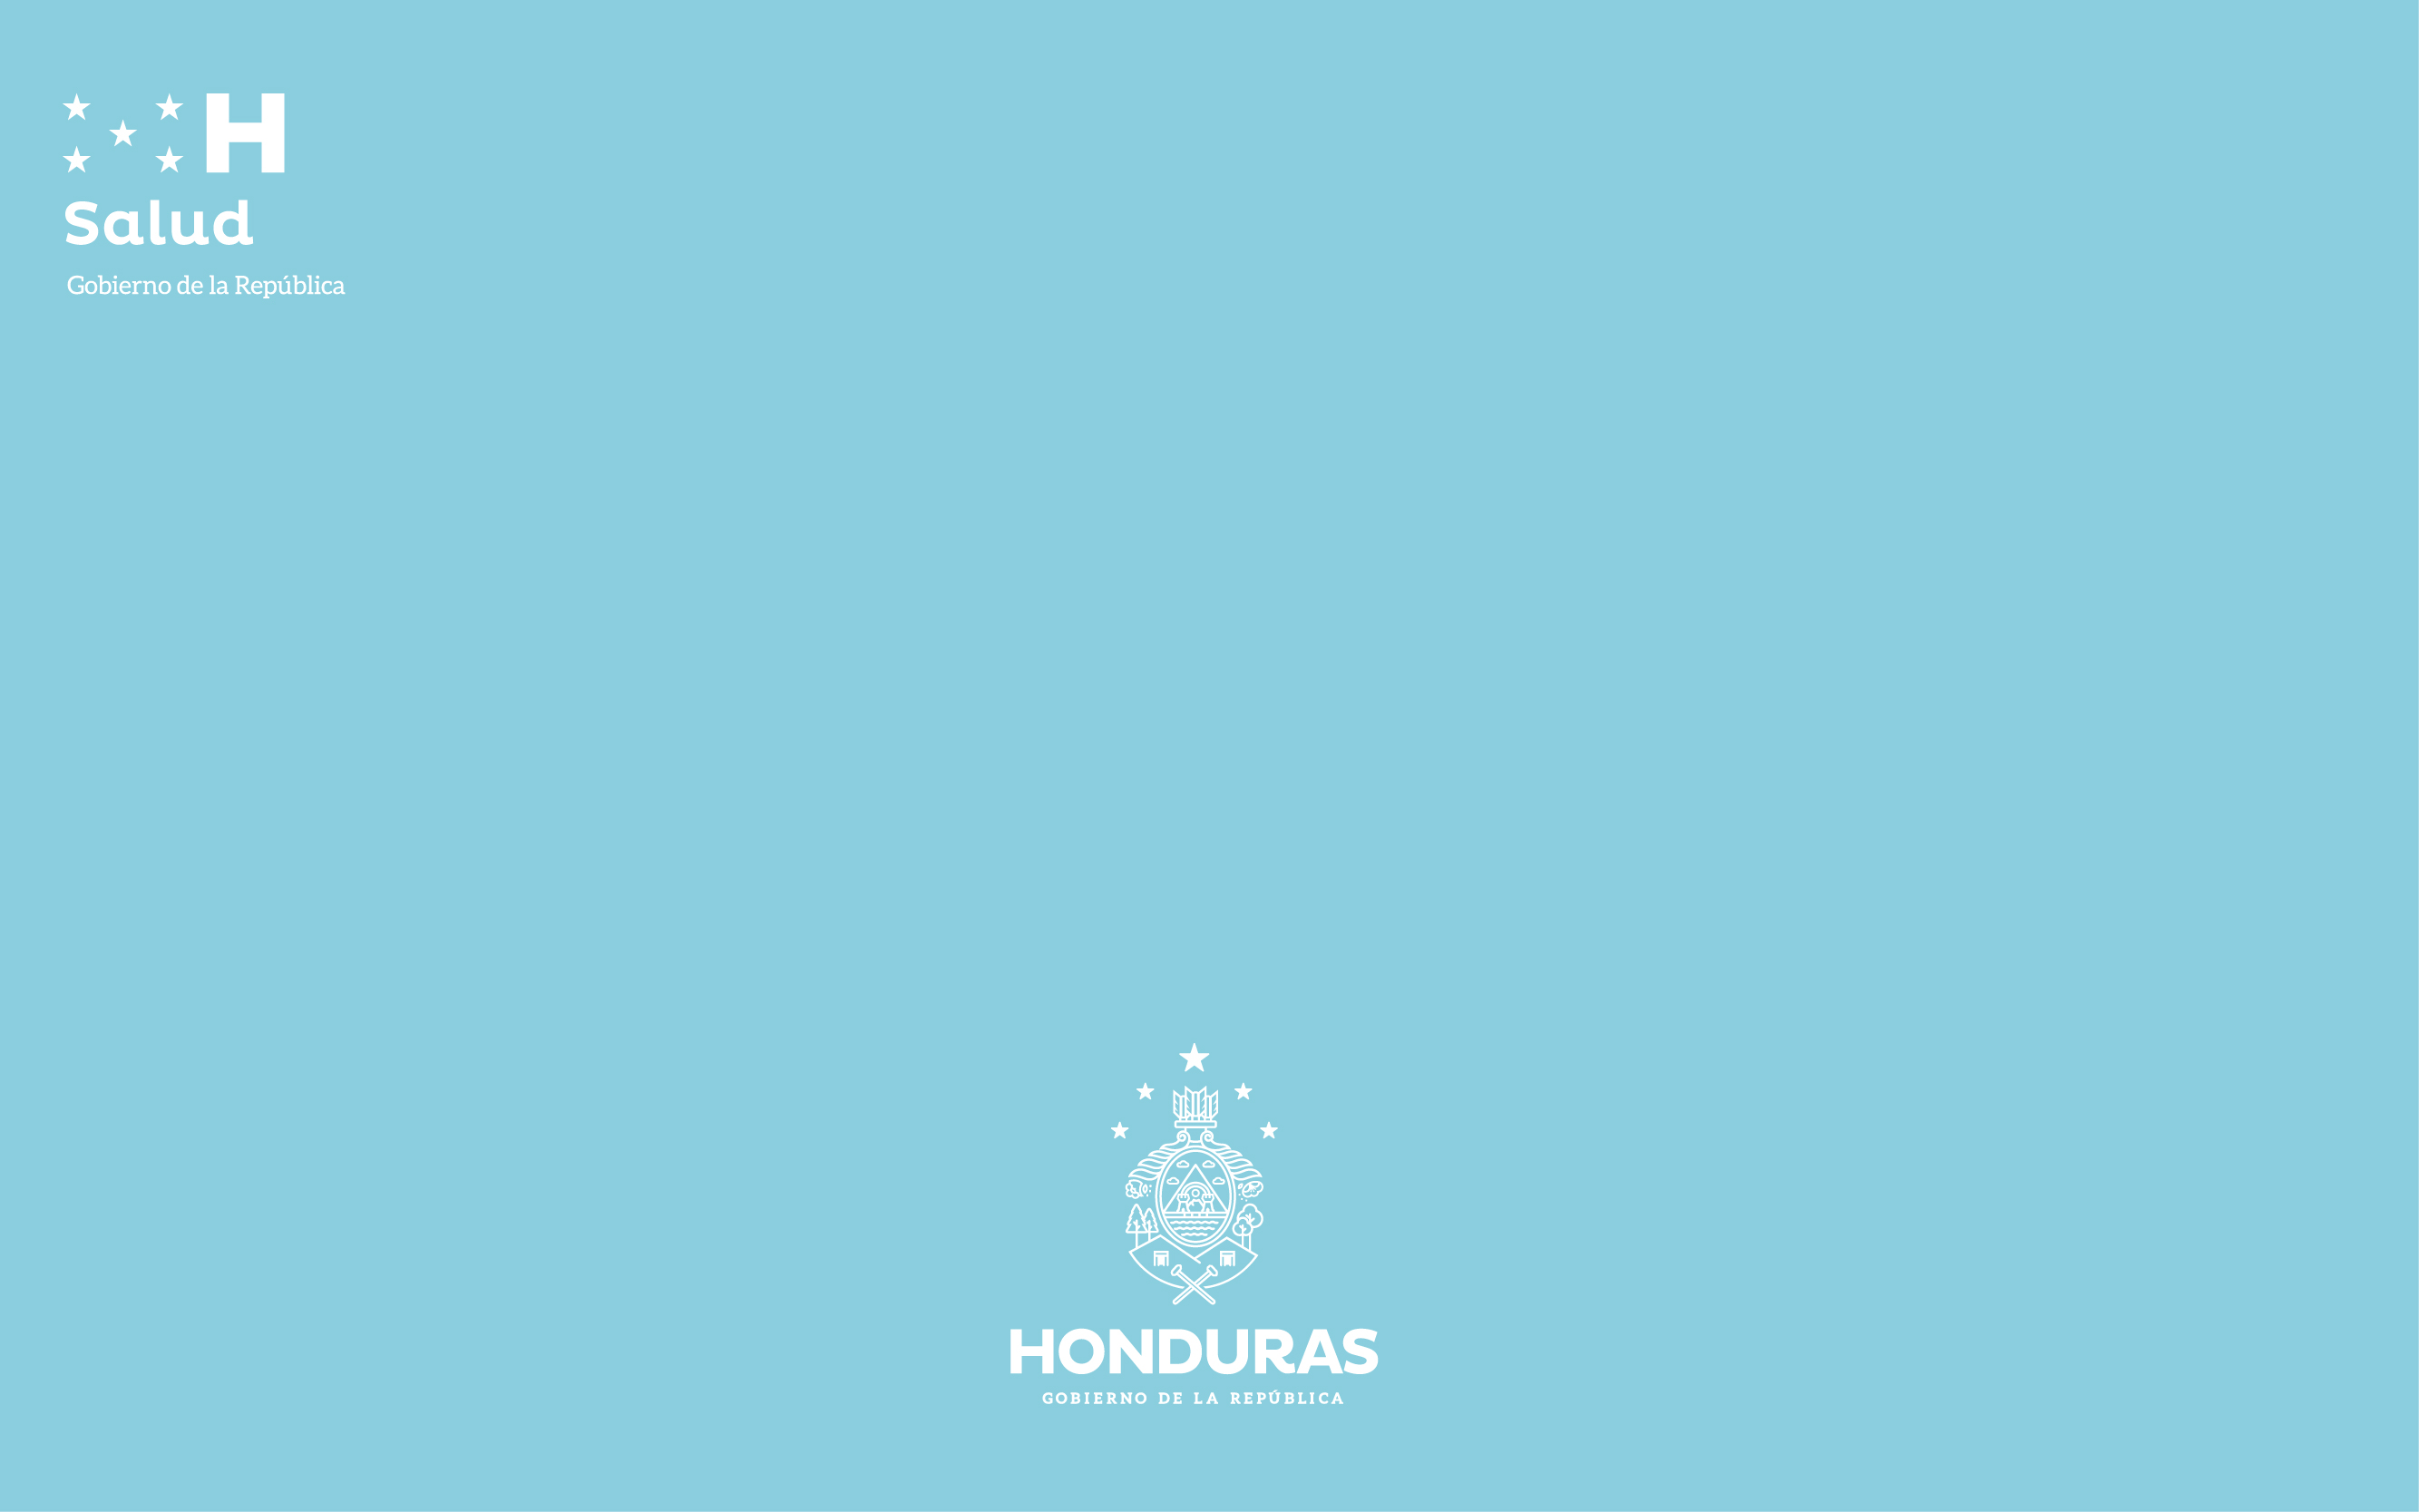 H
Salud
Gobierno de la República
HONDURAS
GOBIERNO DE LA REPÚBLICA